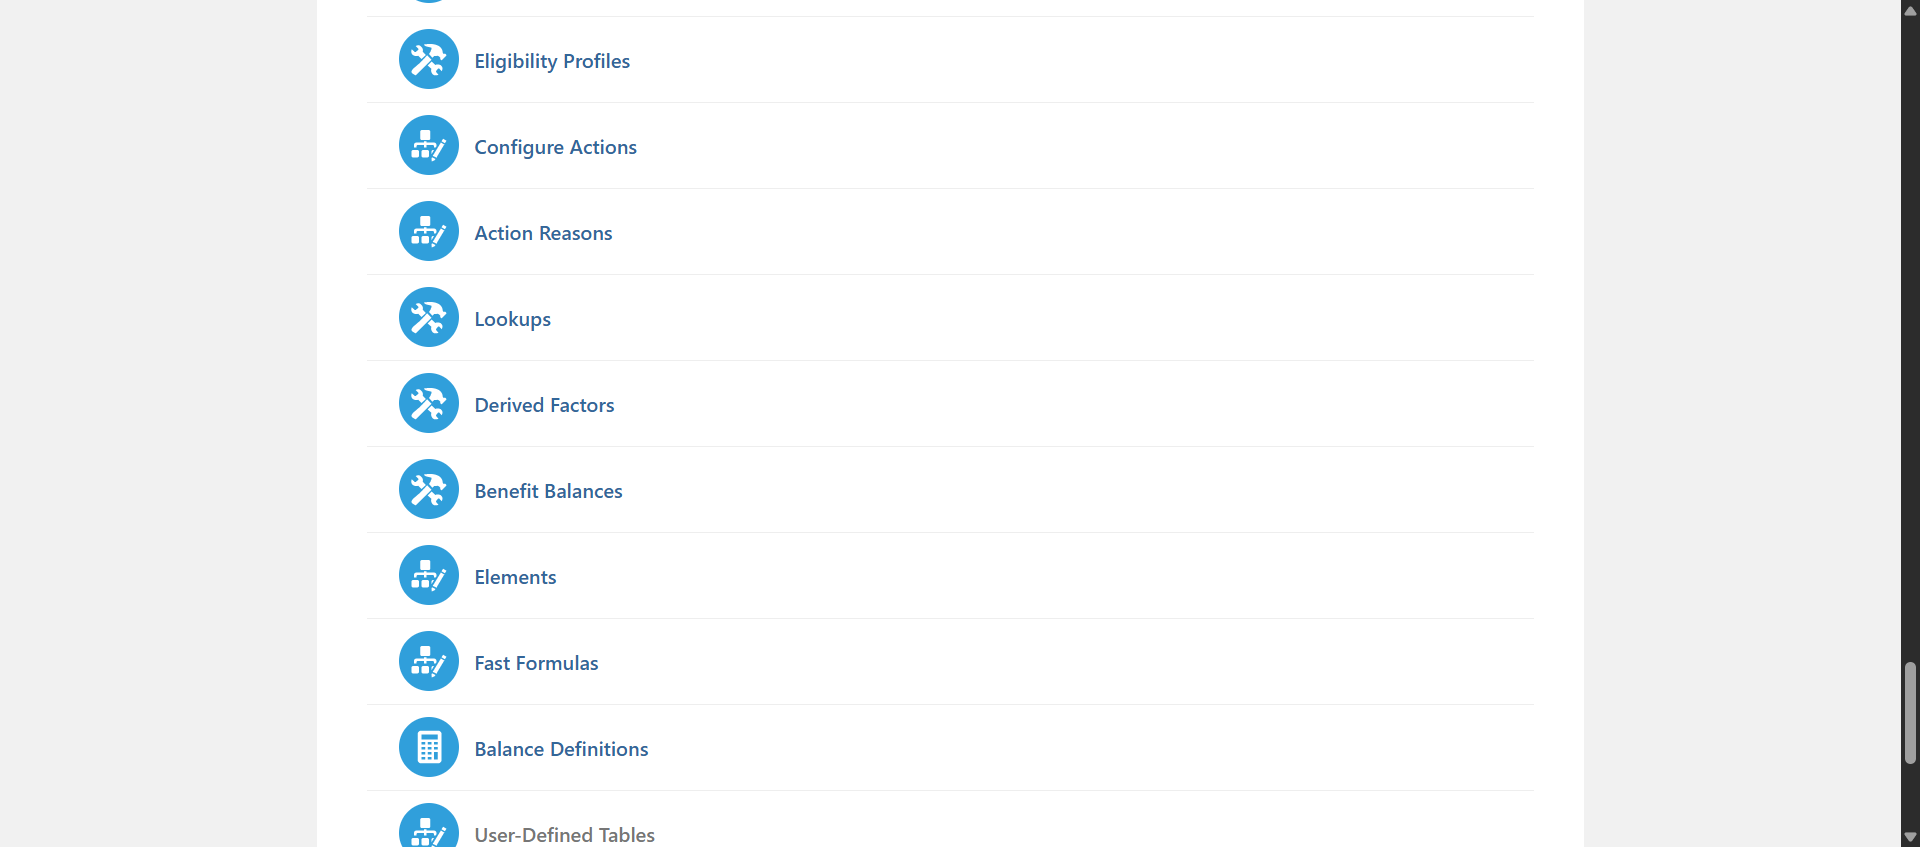 Eligibility Profiles
Configure Actions
Action Reasons
Lookups
Derived Factors
Benefit Balances
Elements
Fast Formulas
Balance Definitions
User-Defined Tables